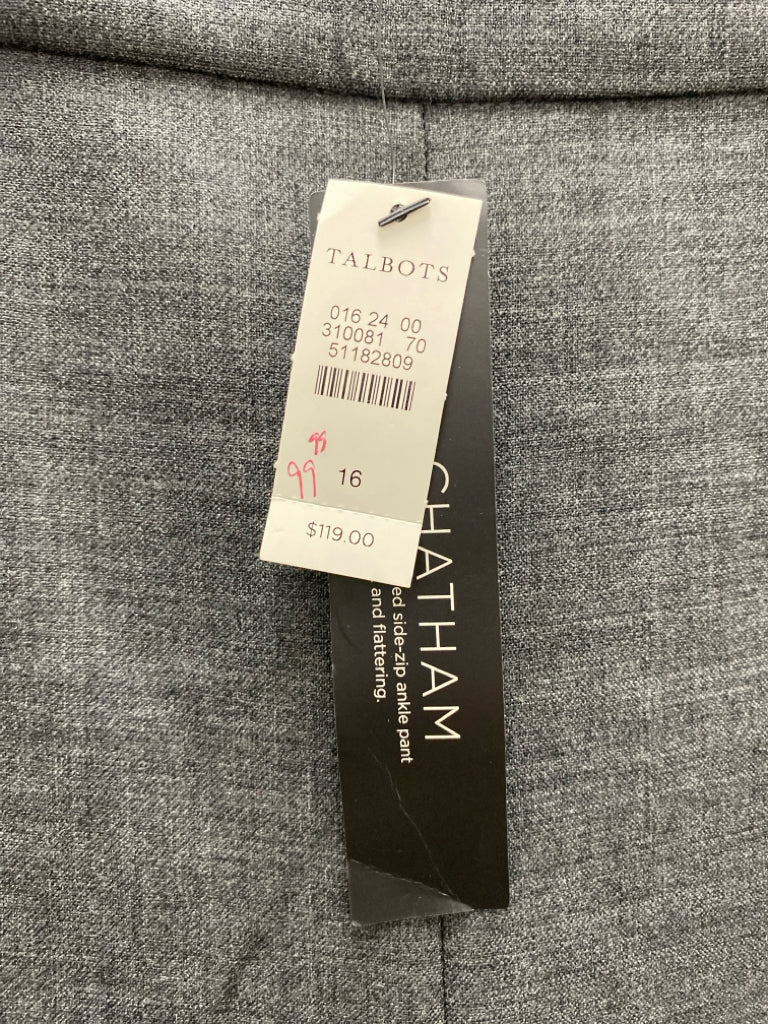 TALBOTS
016 24 00
310081 70
51182809
99 99
16
$119.00
CHATHAM
ed side-zip ankle pant
and flattering.